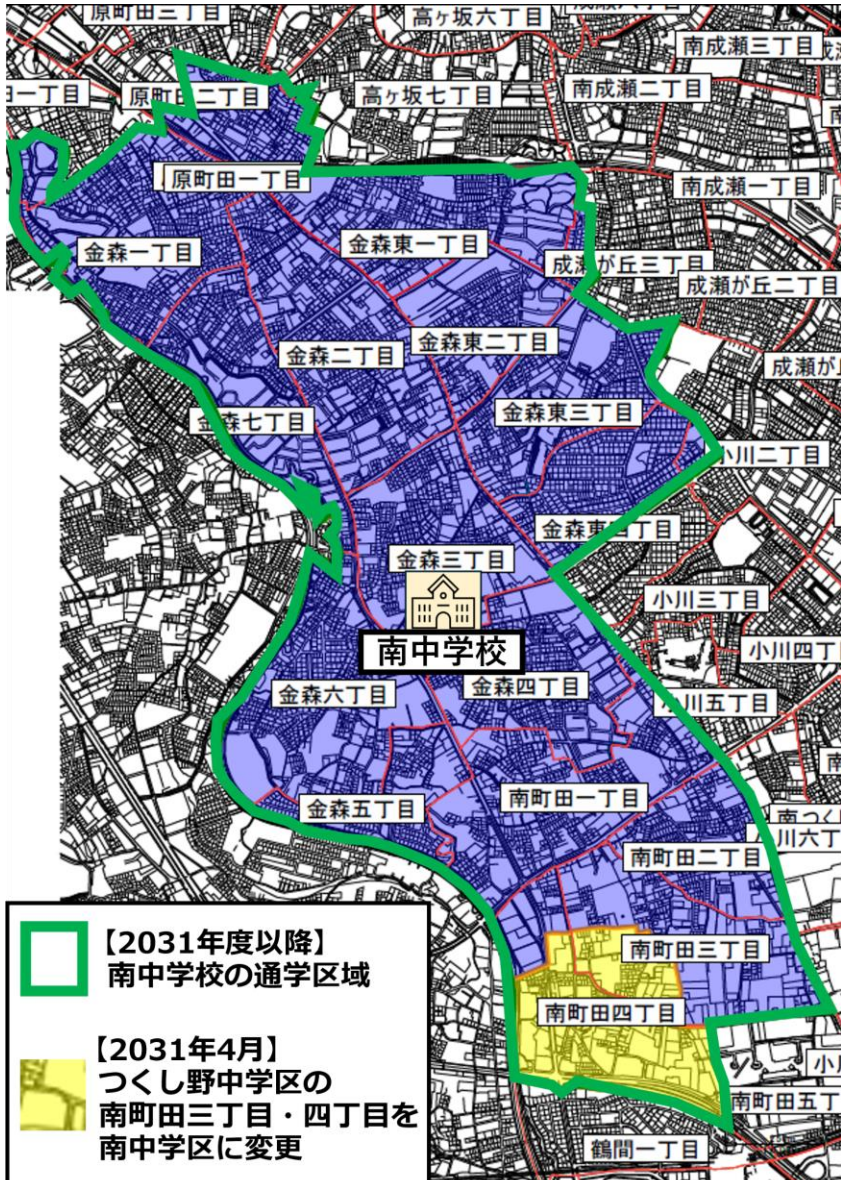 原町田三丁目
高ヶ坂六丁目
南成瀬三丁目
原町田二丁目
高ヶ坂七丁目
南成瀬二丁目
原町田一丁目
南成瀬一丁目
金森一丁目
金森東一丁目
成瀬が丘三丁目
成瀬が丘二丁目
金森二丁目
金森東二丁目
金森七丁目
金森東三丁目
小川二丁目
金森東四丁目
金森三丁目
小川三丁目
南中学校
小川四丁
金森六丁目
金森四丁目
小川五丁目
金森五丁目
南町田一丁目
南つく
川六丁
南町田二丁目
南町田三丁目
南町田四丁目
南町田五丁
鶴間一丁目
【2031年度以降】
南中学校の通学区域
【2031年4月】
つくし野中学区の
南町田三丁目・四丁目を
南中学区に変更